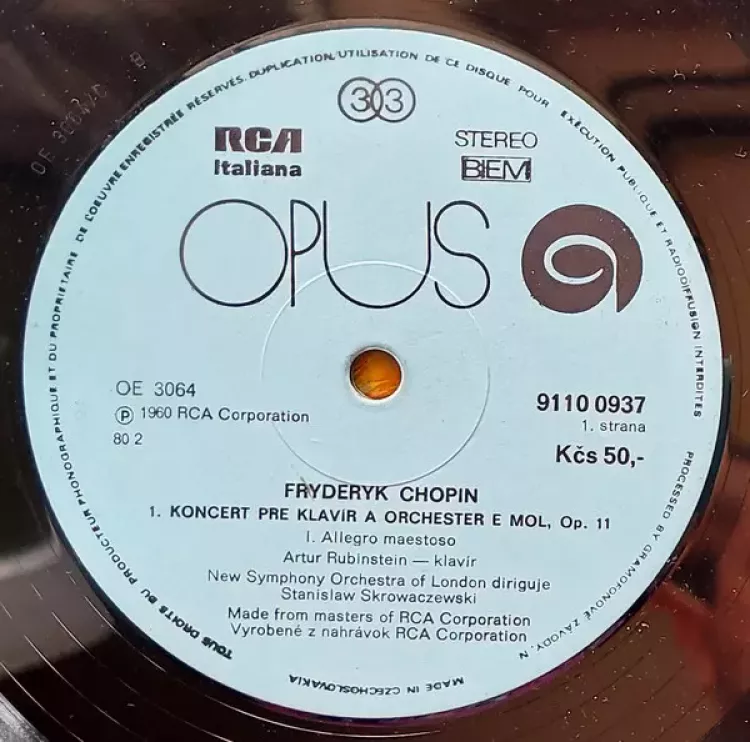 TOUS DROITS DU PRODUCTEUR PHONOGRAPHIQUE ET DU PROPRIETAIRE DE L'OEUVRE ENREGISTRÉE RÉSERVÉS. DUPLICATION, UTILISATION DE CE DISQUE POUR EXÉCUTION PUBLIQUE ET RADIODIFFUSION INTERDITES
33
RCA
Italiana
STEREO
BIEM
OPUS
OE 3064
Ⓟ 1960 RCA Corporation
80 2
9110 0937
1. strana
Kčs 50,-
FRYDERYK CHOPIN
1. KONCERT PRE KLAVÍR A ORCHESTER E MOL, Op. 11
I. Allegro maestoso
Artur Rubinstein — klavír
New Symphony Orchestra of London diriguje
Stanislaw Skrowaczewski
Made from masters of RCA Corporation
Vyrobené z nahrávok RCA Corporation
PROCESSED BY GRAMOFONOVÉ ZÁVODY, N
MADE IN CZECHOSLOVAKIA